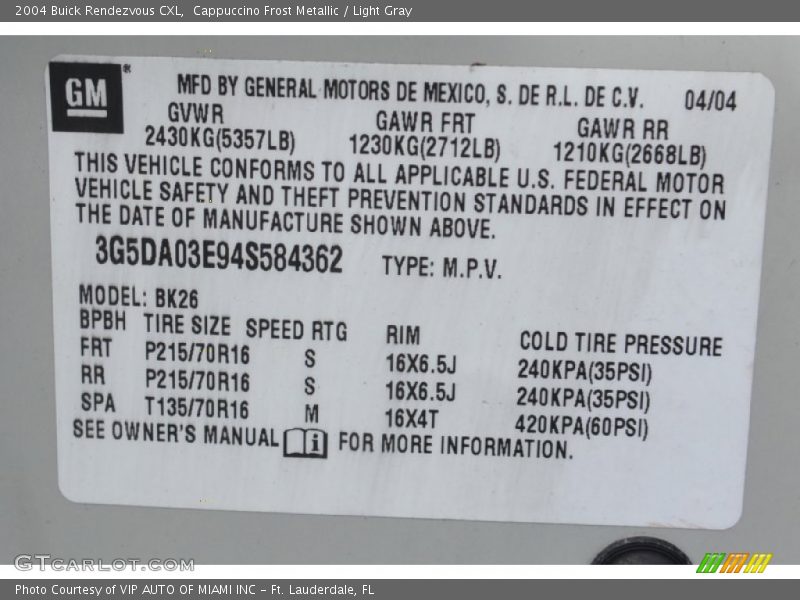 2004 Buick Rendezvous CXL,  Cappuccino Frost Metallic / Light Gray
GM
MFD BY GENERAL MOTORS DE MEXICO, S. DE R.L. DE C.V. 04/04
GVWR GAWR FRT GAWR RR
2430KG(5357LB) 1230KG(2712LB) 1210KG(2668LB)
THIS VEHICLE CONFORMS TO ALL APPLICABLE U.S. FEDERAL MOTOR
VEHICLE SAFETY AND THEFT PREVENTION STANDARDS IN EFFECT ON
THE DATE OF MANUFACTURE SHOWN ABOVE.
3G5DA03E94S584362 TYPE: M.P.V.
MODEL: BK26
BPBH TIRE SIZE SPEED RTG RIM COLD TIRE PRESSURE
FRT P215/70R16 S 16X6.5J 240KPA(35PSI)
RR P215/70R16 S 16X6.5J 240KPA(35PSI)
SPA T135/70R16 M 16X4T 420KPA(60PSI)
SEE OWNER'S MANUAL i FOR MORE INFORMATION.
GTCARLOT.COM
Photo Courtesy of VIP AUTO OF MIAMI INC - Ft. Lauderdale, FL